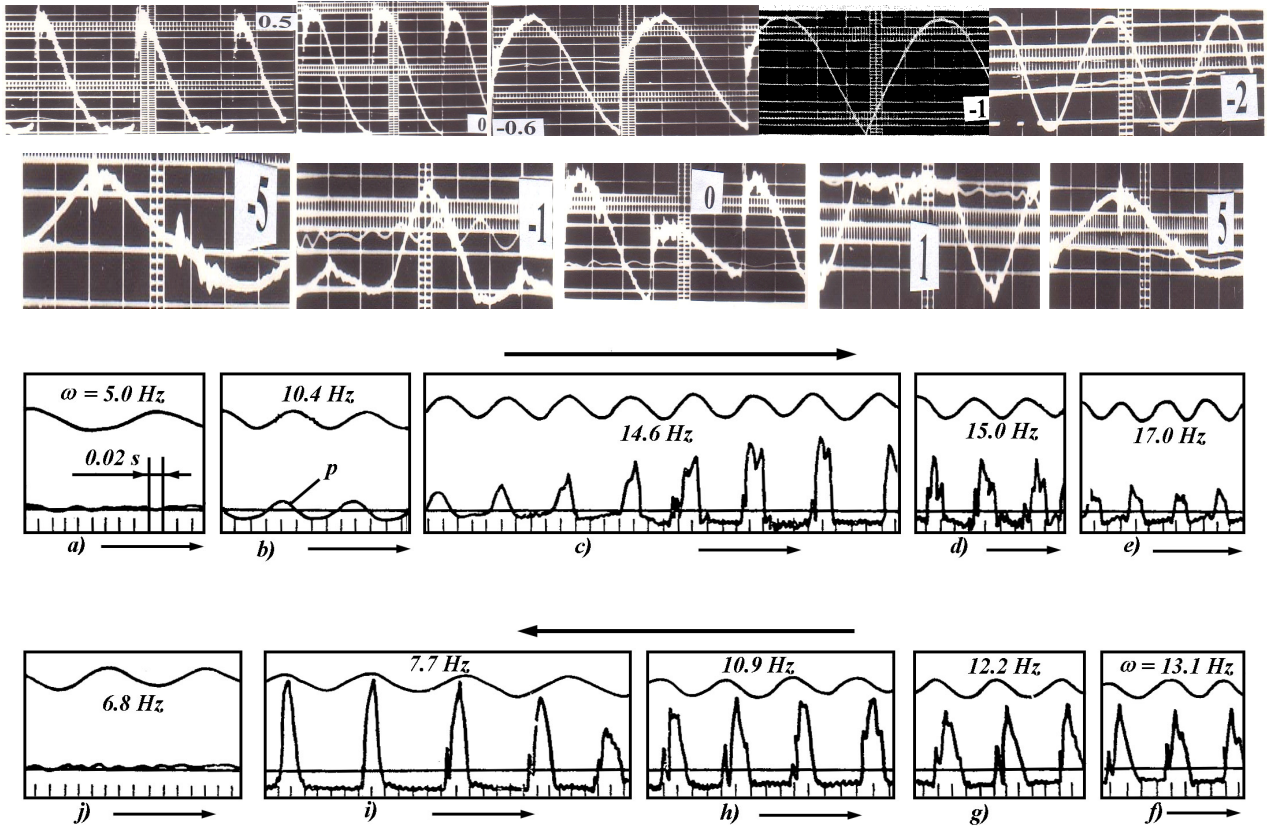 0.5
0
-0.6
-1
-2
-5
-1
0
1
5
ω = 5.0 Hz
10.4 Hz
14.6 Hz
15.0 Hz
17.0 Hz
0.02 s
p
a)
b)
c)
d)
e)
6.8 Hz
7.7 Hz
10.9 Hz
12.2 Hz
ω = 13.1 Hz
j)
i)
h)
g)
f)